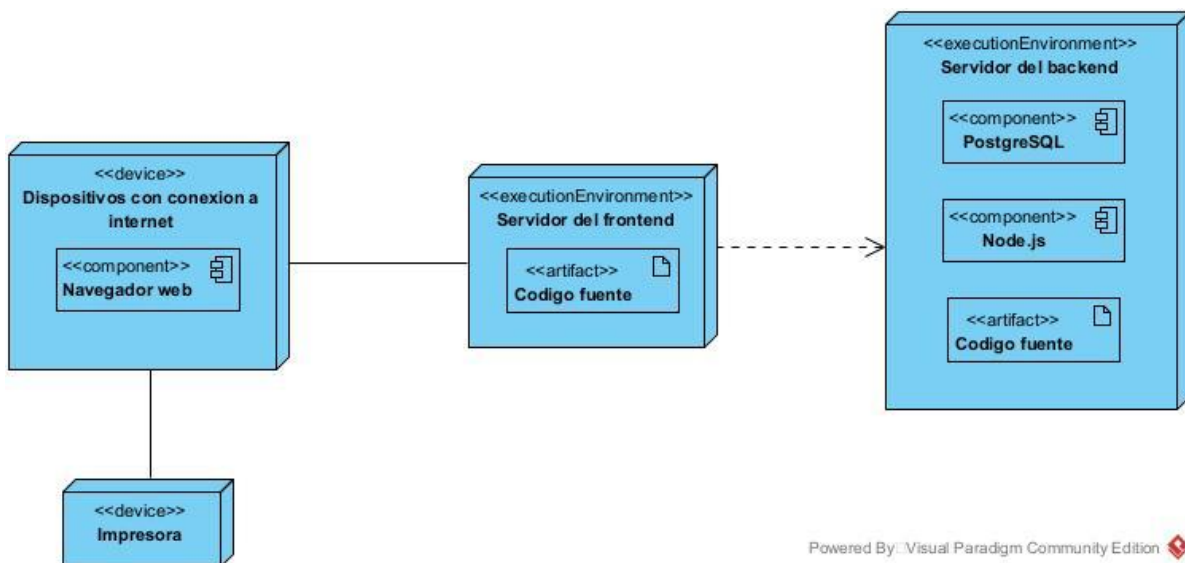 <<device>>
Dispositivos con conexion a
internet
<<component>>
Navegador web
<<device>>
Impresora
<<executionEnvironment>>
Servidor del frontend
<<artifact>>
Codigo fuente
<<executionEnvironment>>
Servidor del backend
<<component>>
PostgreSQL
<<component>>
Node.js
<<artifact>>
Codigo fuente
Powered By Visual Paradigm Community Edition